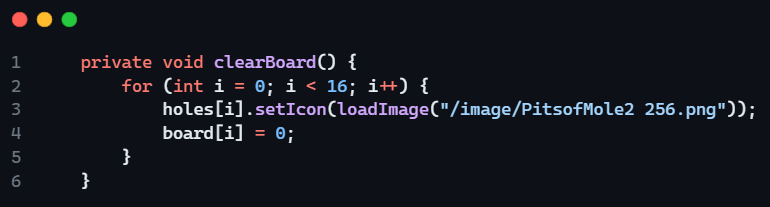 1 private void clearBoard() {
2 for (int i = 0; i < 16; i++) {
3 holes[i].setIcon(loadImage("/image/PitsofMole2 256.png"));
4 board[i] = 0;
5 }
6 }